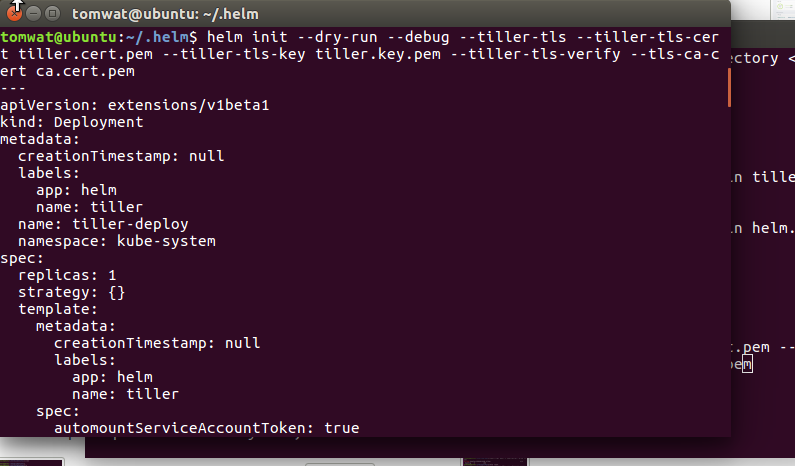 tomwat@ubuntu: ~/.helm
tomwat@ubuntu:~/.helm$ helm init --dry-run --debug --tiller-tls --tiller-tls-cer
t tiller.cert.pem --tiller-tls-key tiller.key.pem --tiller-tls-verify --tls-ca-c
ert ca.cert.pem
---
apiVersion: extensions/v1beta1
kind: Deployment
metadata:
  creationTimestamp: null
  labels:
    app: helm
    name: tiller
  name: tiller-deploy
  namespace: kube-system
spec:
  replicas: 1
  strategy: {}
  template:
    metadata:
      creationTimestamp: null
      labels:
        app: helm
        name: tiller
    spec:
      automountServiceAccountToken: true
ectory <
n tille
n helm.
.pem --
pem